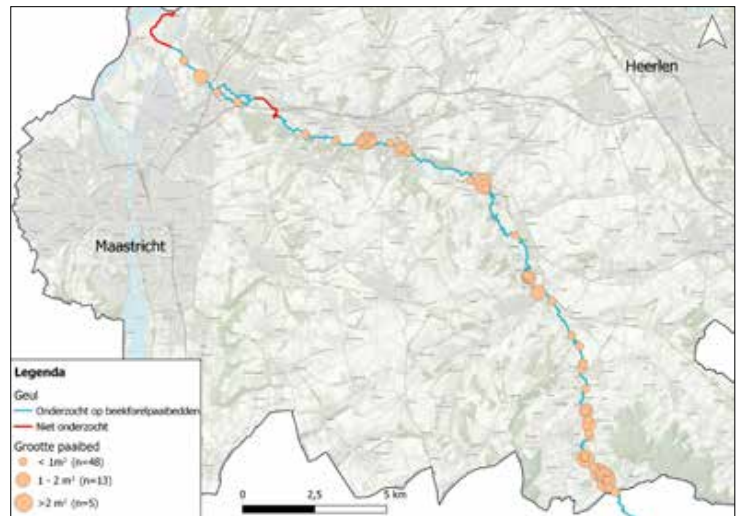 Heerlen
Maastricht
Legenda
Geul
Onderzocht op beekforelpaaibedden
Niet onderzocht
Grootte paaibed
< 1m² (n=48)
1 - 2 m² (n=13)
>2 m² (n=5)
0 2,5 5 km